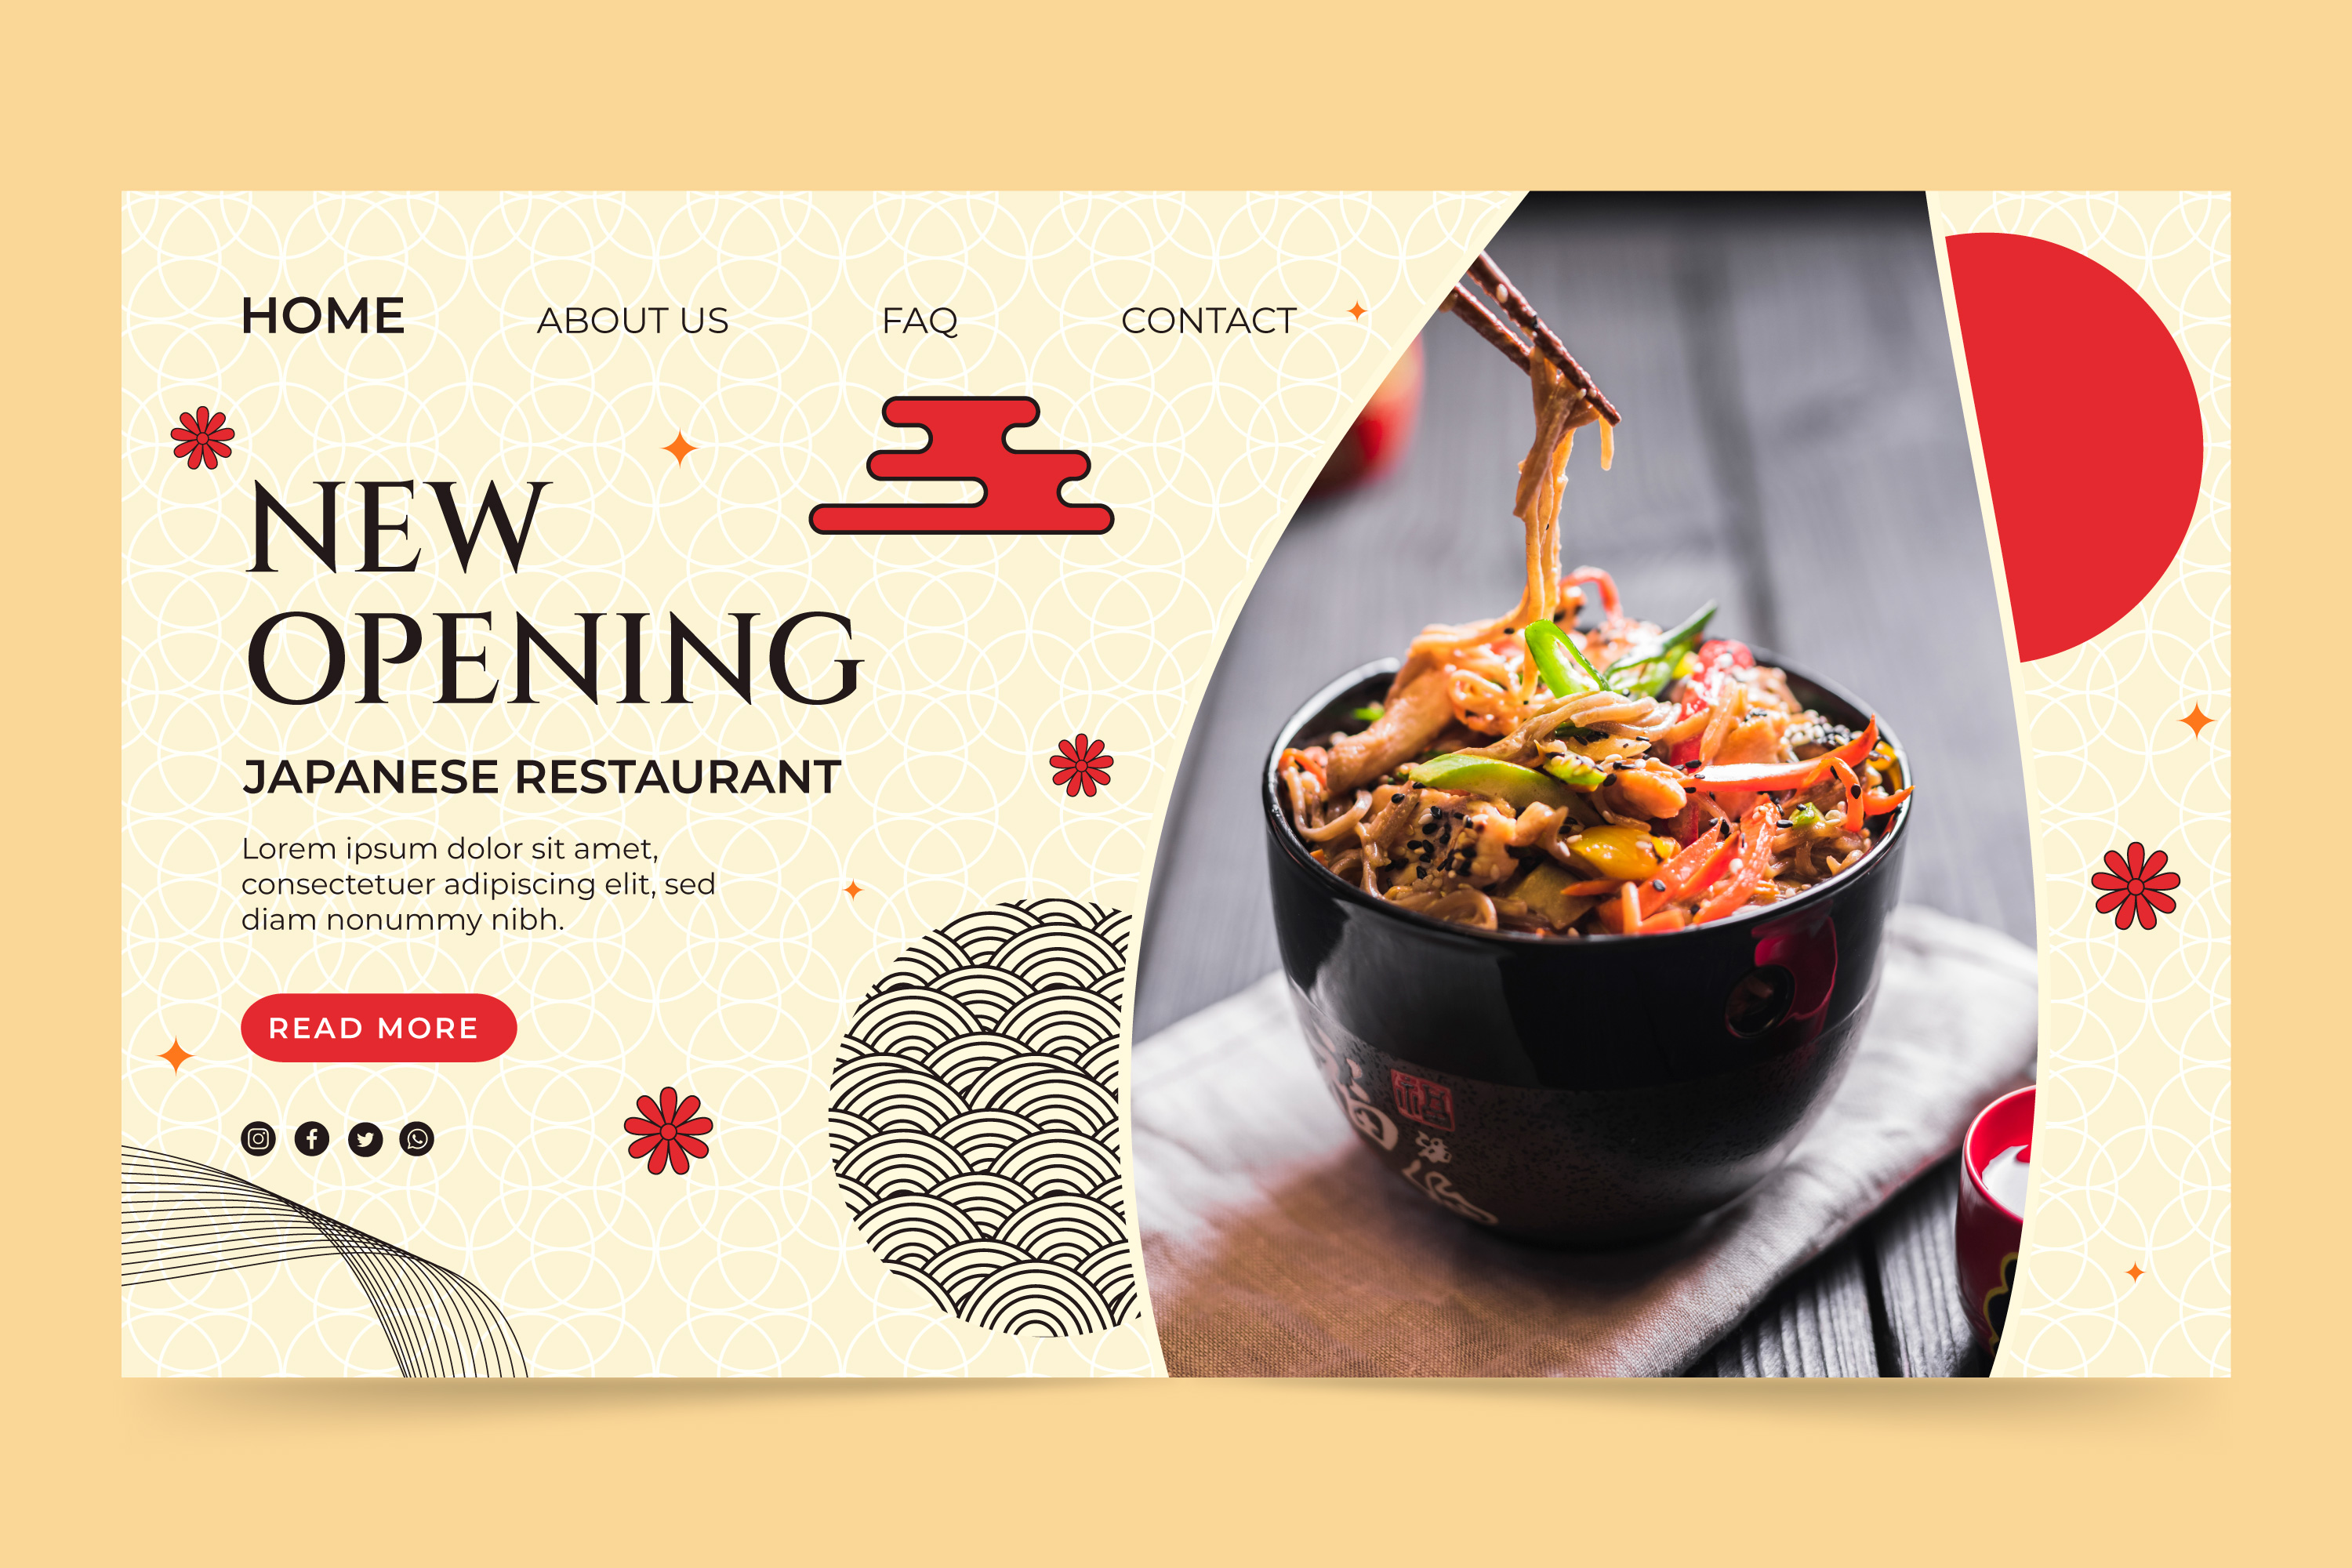 HOME ABOUT US FAQ CONTACT
NEW
OPENING
JAPANESE RESTAURANT
Lorem ipsum dolor sit amet,
consectetuer adipiscing elit, sed
diam nonummy nibh.
READ MORE
福